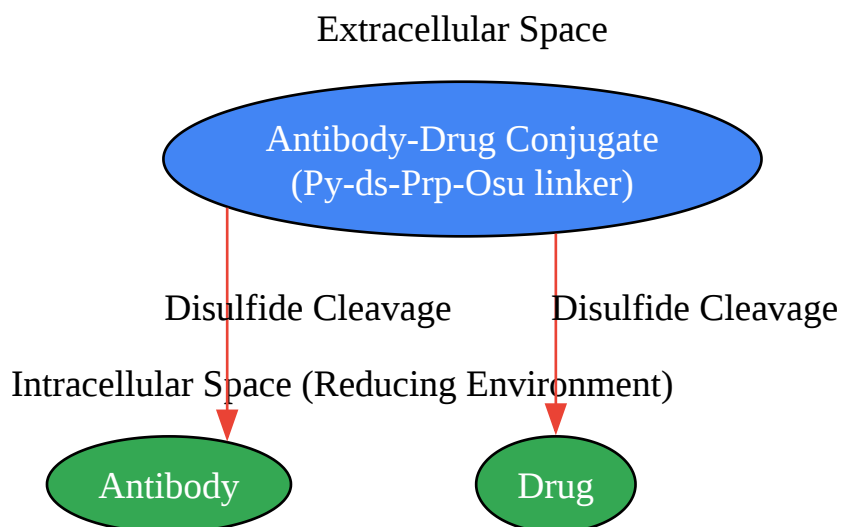 Extracellular Space
Antibody-Drug Conjugate
(Py-ds-Prp-Osu linker)
Disulfide Cleavage
Disulfide Cleavage
Intracellular Space (Reducing Environment)
Antibody
Drug